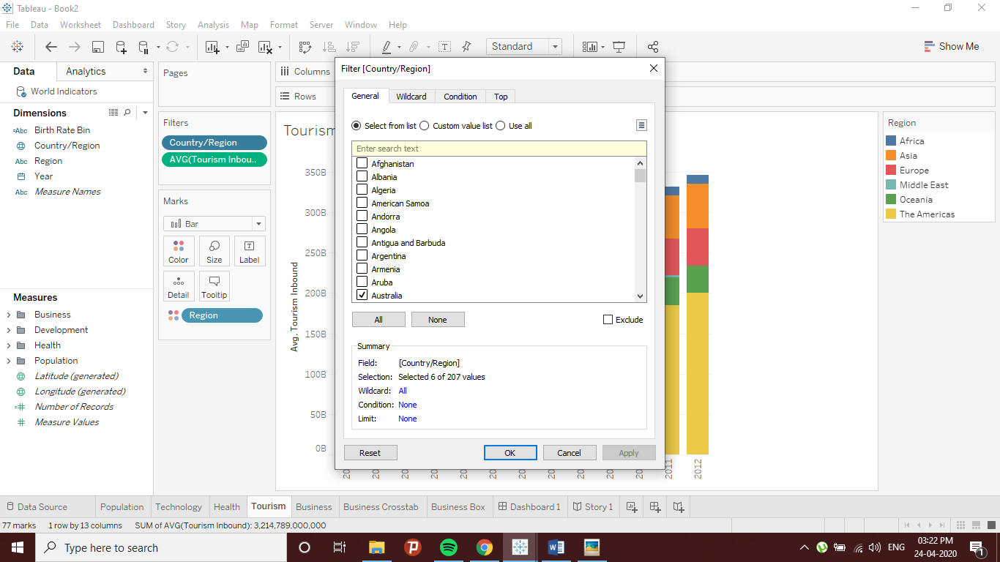 Tableau - Book2
File Data Worksheet Dashboard Story Analysis Map Format Server Window Help
Standard
Show Me
Data Analytics
World Indicators
Dimensions
Abc Birth Rate Bin
Country/Region
Abc Region
Year
Abc Measure Names
Measures
Business
Development
Health
Population
Latitude (generated)
Longitude (generated)
Number of Records
Measure Values
Pages
Filters
Country/Region
AVG(Tourism Inbou..
Marks
Bar
Color Size Label
Detail Tooltip
Region
Columns
Rows
Tourism
Avg. Tourism Inbound
350B
300B
250B
200B
150B
100B
50B
0B
2011 2012
Filter [Country/Region]
General Wildcard Condition Top
Select from list Custom value list Use all
Enter search text
Afghanistan
Albania
Algeria
American Samoa
Andorra
Angola
Antigua and Barbuda
Argentina
Armenia
Aruba
Australia
All None Exclude
Summary
Field: [Country/Region]
Selection: Selected 6 of 207 values
Wildcard: All
Condition: None
Limit: None
Reset OK Cancel Apply
Region
Africa
Asia
Europe
Middle East
Oceania
The Americas
Data Source Population Technology Health Tourism Business Business Crosstab Business Box Dashboard 1 Story 1
77 marks 1 row by 13 columns SUM of AVG(Tourism Inbound): 3,214,789,000,000
Type here to search
ENG
03:22 PM
24-04-2020
1